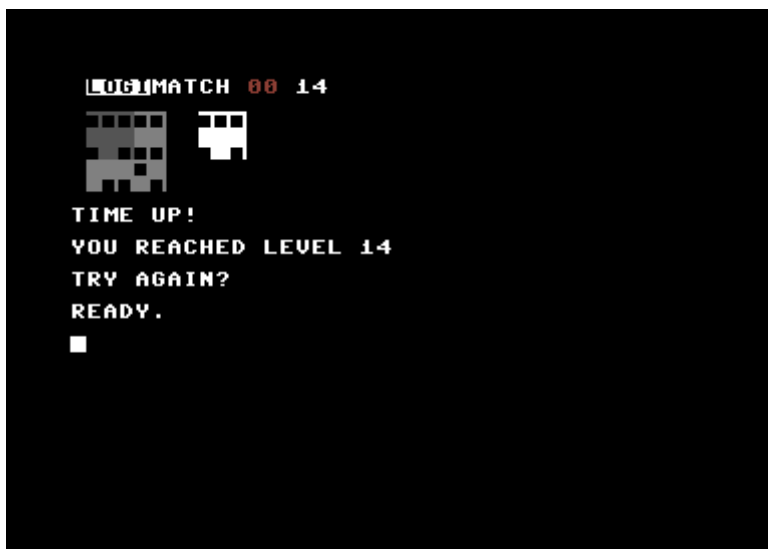 LOGIMATCH 00 14
TIME UP!
YOU REACHED LEVEL 14
TRY AGAIN?
READY.